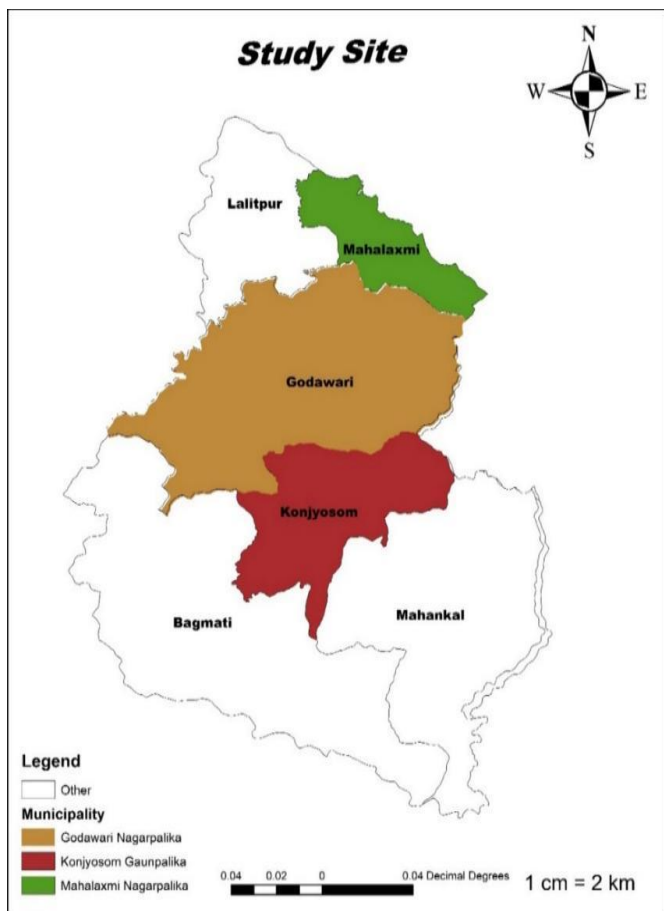 Study Site
N
W E
S
Lalitpur
Mahalaxmi
Godawari
Konjyosom
Bagmati
Mahankal
Legend
Other
Municipality
Godawari Nagarpalika
Konjyosom Gaunpalika
Mahalaxmi Nagarpalika
0.04 0.02 0 0.04 Decimal Degrees
1 cm = 2 km